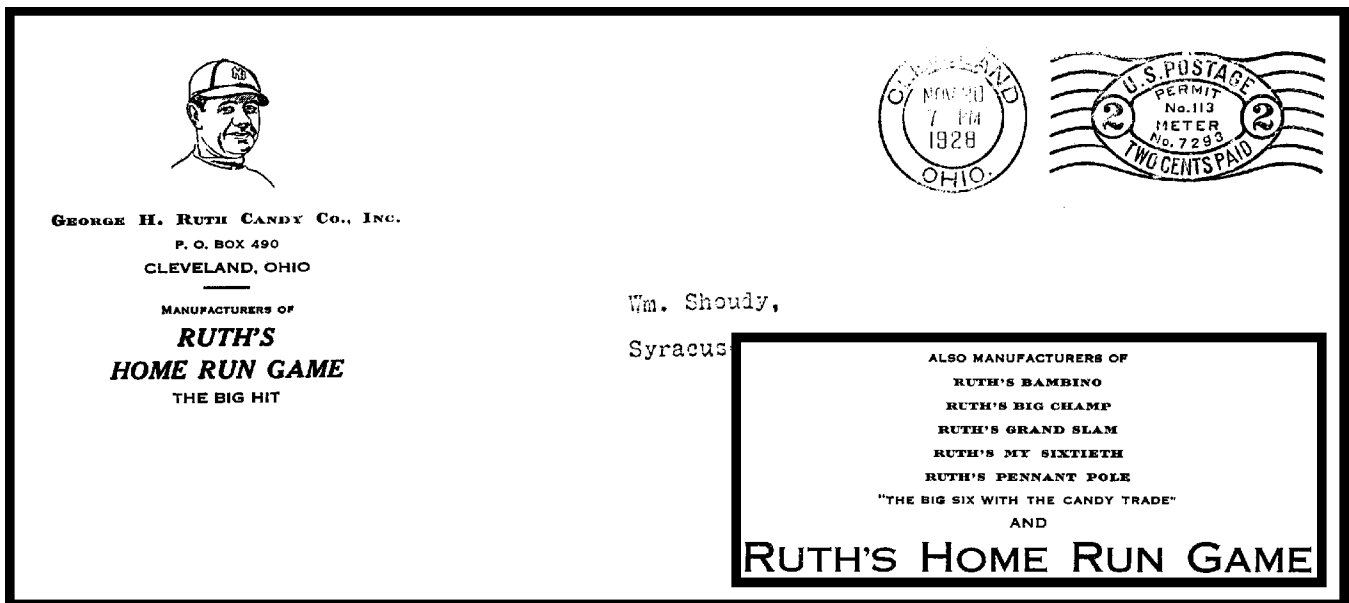 GEORGE H. RUTH CANDY CO., INC.
P. O. BOX 490
CLEVELAND, OHIO
MANUFACTURERS OF
RUTH'S
HOME RUN GAME
THE BIG HIT
CLEVELAND
NOV 20
7 PM
1928
OHIO.
U.S. POSTAGE
PERMIT
No. 113
METER
No. 7293
2 2
TWO CENTS PAID
Wm. Shoudy,
Syracus
ALSO MANUFACTURERS OF
RUTH'S BAMBINO
RUTH'S BIG CHAMP
RUTH'S GRAND SLAM
RUTH'S MY SIXTIETH
RUTH'S PENNANT POLE
"THE BIG SIX WITH THE CANDY TRADE"
AND
RUTH'S HOME RUN GAME